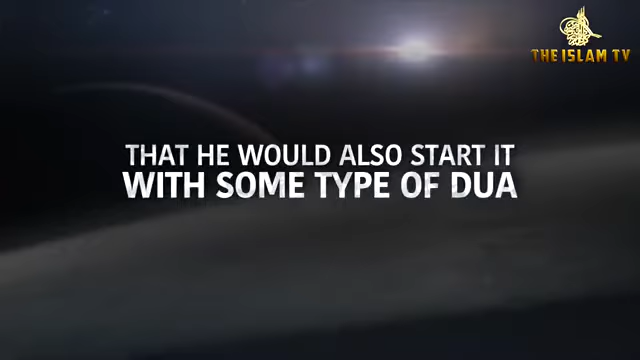 THE ISLAM TV
THAT HE WOULD ALSO START IT
WITH SOME TYPE OF DUA